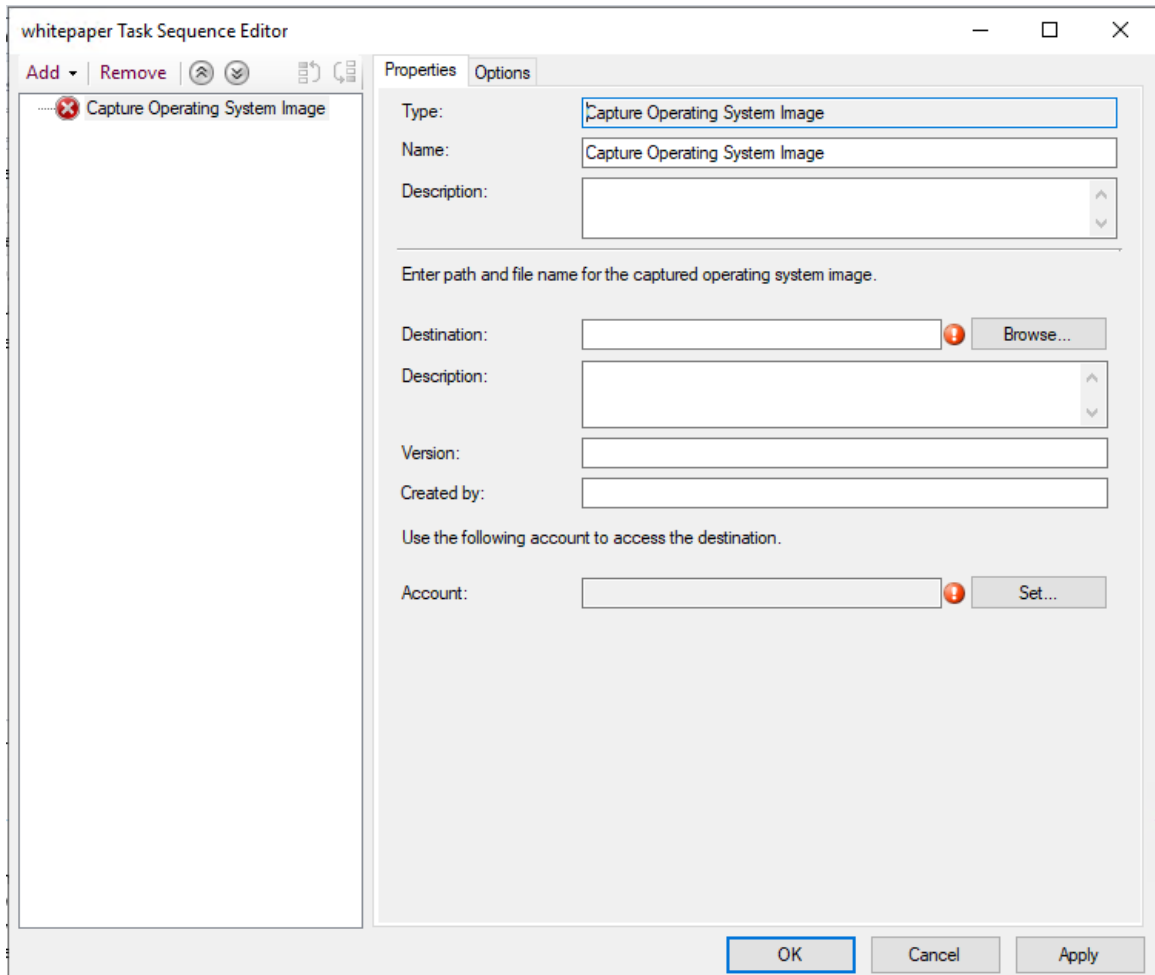 whitepaper Task Sequence Editor
Add Remove
Capture Operating System Image
Properties Options
Type: Capture Operating System Image
Name: Capture Operating System Image
Description:
Enter path and file name for the captured operating system image.
Destination: Browse...
Description:
Version:
Created by:
Use the following account to access the destination.
Account: Set...
OK Cancel Apply